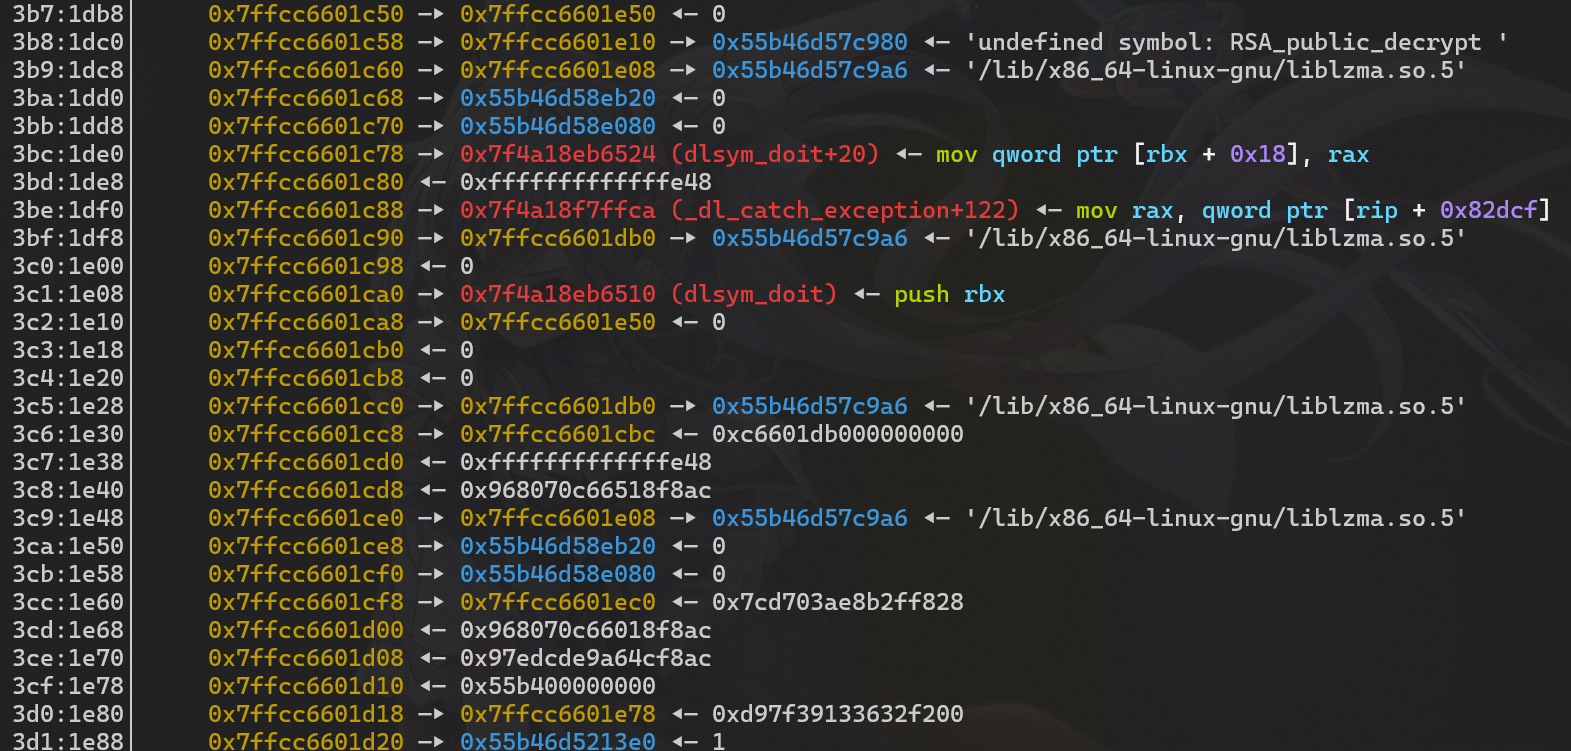 3b7:1db8│ 0x7ffcc6601c50 —▸ 0x7ffcc6601e50 ◂— 0
3b8:1dc0│ 0x7ffcc6601c58 —▸ 0x7ffcc6601e10 —▸ 0x55b46d57c980 ◂— 'undefined symbol: RSA_public_decrypt '
3b9:1dc8│ 0x7ffcc6601c60 —▸ 0x7ffcc6601e08 —▸ 0x55b46d57c9a6 ◂— '/lib/x86_64-linux-gnu/liblzma.so.5'
3ba:1dd0│ 0x7ffcc6601c68 —▸ 0x55b46d58eb20 ◂— 0
3bb:1dd8│ 0x7ffcc6601c70 —▸ 0x55b46d58e080 ◂— 0
3bc:1de0│ 0x7ffcc6601c78 —▸ 0x7f4a18eb6524 (dlsym_doit+20) ◂— mov qword ptr [rbx + 0x18], rax
3bd:1de8│ 0x7ffcc6601c80 ◂— 0xfffffffffffffe48
3be:1df0│ 0x7ffcc6601c88 —▸ 0x7f4a18f7ffca (_dl_catch_exception+122) ◂— mov rax, qword ptr [rip + 0x82dcf]
3bf:1df8│ 0x7ffcc6601c90 —▸ 0x7ffcc6601db0 —▸ 0x55b46d57c9a6 ◂— '/lib/x86_64-linux-gnu/liblzma.so.5'
3c0:1e00│ 0x7ffcc6601c98 ◂— 0
3c1:1e08│ 0x7ffcc6601ca0 —▸ 0x7f4a18eb6510 (dlsym_doit) ◂— push rbx
3c2:1e10│ 0x7ffcc6601ca8 —▸ 0x7ffcc6601e50 ◂— 0
3c3:1e18│ 0x7ffcc6601cb0 ◂— 0
3c4:1e20│ 0x7ffcc6601cb8 ◂— 0
3c5:1e28│ 0x7ffcc6601cc0 —▸ 0x7ffcc6601db0 —▸ 0x55b46d57c9a6 ◂— '/lib/x86_64-linux-gnu/liblzma.so.5'
3c6:1e30│ 0x7ffcc6601cc8 —▸ 0x7ffcc6601cbc ◂— 0xc6601db000000000
3c7:1e38│ 0x7ffcc6601cd0 ◂— 0xfffffffffffffe48
3c8:1e40│ 0x7ffcc6601cd8 ◂— 0x968070c66518f8ac
3c9:1e48│ 0x7ffcc6601ce0 —▸ 0x7ffcc6601e08 —▸ 0x55b46d57c9a6 ◂— '/lib/x86_64-linux-gnu/liblzma.so.5'
3ca:1e50│ 0x7ffcc6601ce8 —▸ 0x55b46d58eb20 ◂— 0
3cb:1e58│ 0x7ffcc6601cf0 —▸ 0x55b46d58e080 ◂— 0
3cc:1e60│ 0x7ffcc6601cf8 —▸ 0x7ffcc6601ec0 ◂— 0x7cd703ae8b2ff828
3cd:1e68│ 0x7ffcc6601d00 ◂— 0x968070c66018f8ac
3ce:1e70│ 0x7ffcc6601d08 ◂— 0x97edcde9a64cf8ac
3cf:1e78│ 0x7ffcc6601d10 ◂— 0x55b400000000
3d0:1e80│ 0x7ffcc6601d18 —▸ 0x7ffcc6601e78 ◂— 0xd97f39133632f200
3d1:1e88│ 0x7ffcc6601d20 —▸ 0x55b46d5213e0 ◂— 1